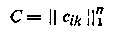 C = || c_{ik} ||_1^n